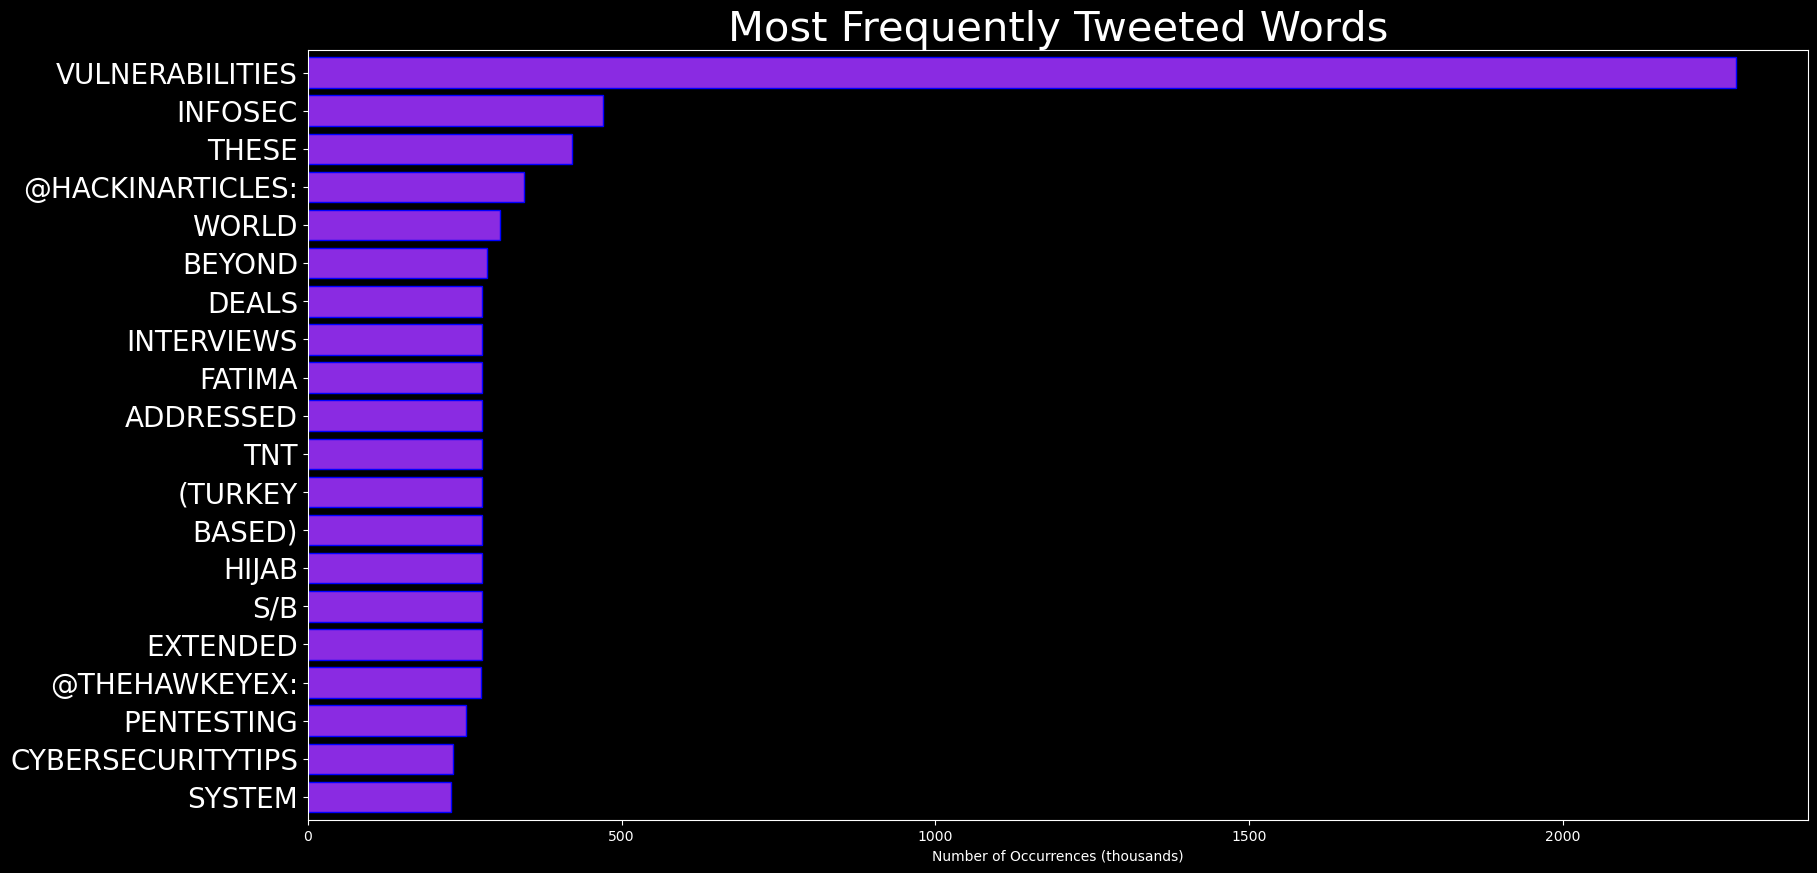 Most Frequently Tweeted Words
VULNERABILITIES
INFOSEC
THESE
@HACKINARTICLES:
WORLD
BEYOND
DEALS
INTERVIEWS
FATIMA
ADDRESSED
TNT
(TURKEY
BASED)
HIJAB
S/B
EXTENDED
@THEHAWKEYEX:
PENTESTING
CYBERSECURITYTIPS
SYSTEM
0 500 1000 1500 2000
Number of Occurrences (thousands)